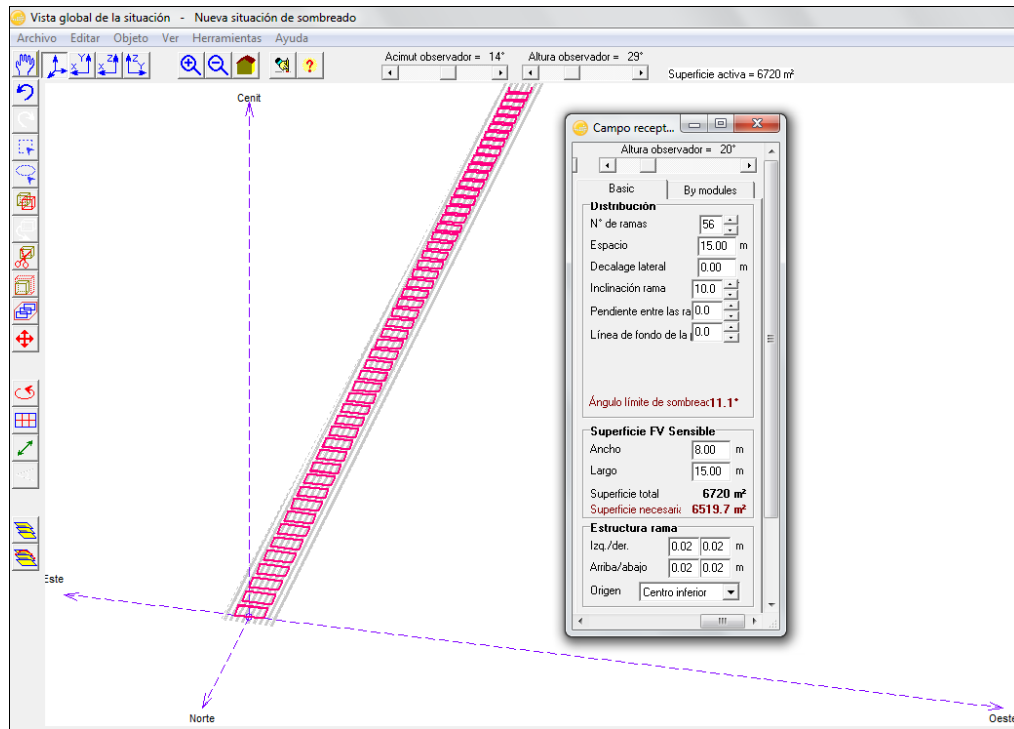 Vista global de la situación - Nueva situación de sombreado
Archivo Editar Objeto Ver Herramientas Ayuda
Acimut observador = 14° Altura observador = 29°
Superficie activa = 6720 m²
Cenit
Este
Norte
Oeste
Campo recept...
Altura observador = 20°
Basic By modules
Distribución
N° de ramas 56
Espacio 15.00 m
Decalage lateral 0.00 m
Inclinación rama 10.0
Pendiente entre las ra 0.0
Línea de fondo de la 0.0
Ángulo límite de sombreac 11.1°
Superficie FV Sensible
Ancho 8.00 m
Largo 15.00 m
Superficie total 6720 m²
Superficie necesaria 6519.7 m²
Estructura rama
Izq./der. 0.02 0.02 m
Arriba/abajo 0.02 0.02 m
Origen Centro inferior